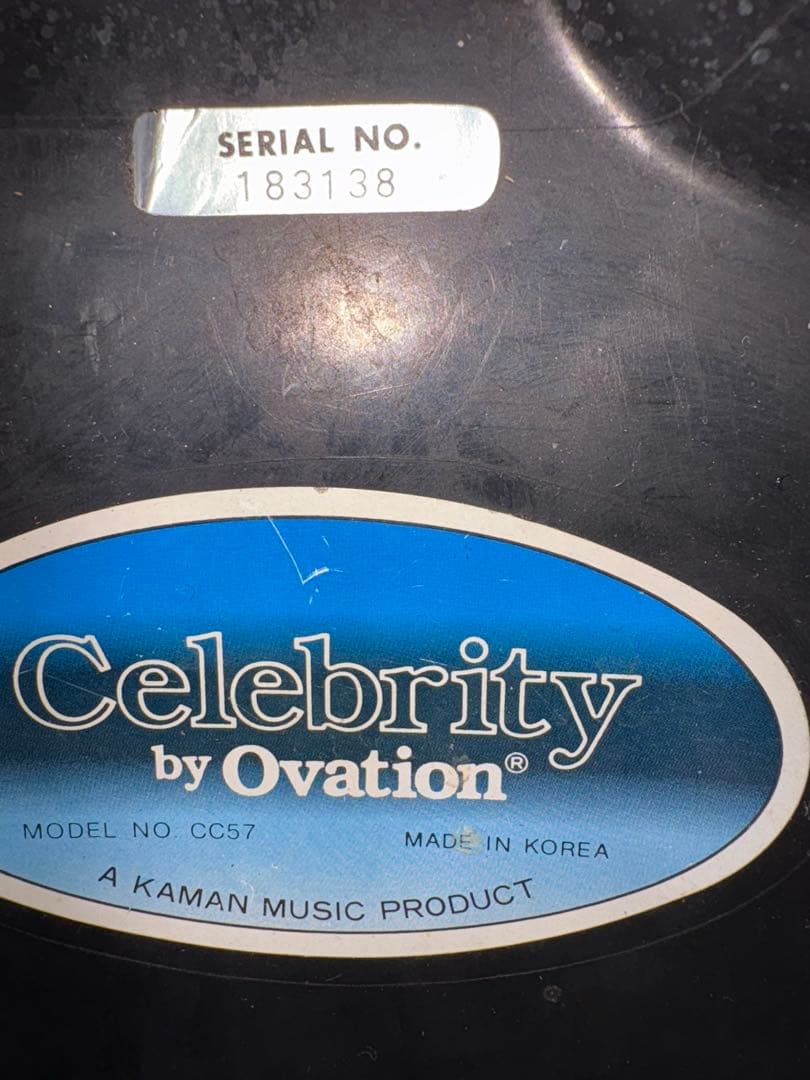 SERIAL NO.
183138
Celebrity
by Ovation®
MODEL NO. CC57
MADE IN KOREA
A KAMAN MUSIC PRODUCT